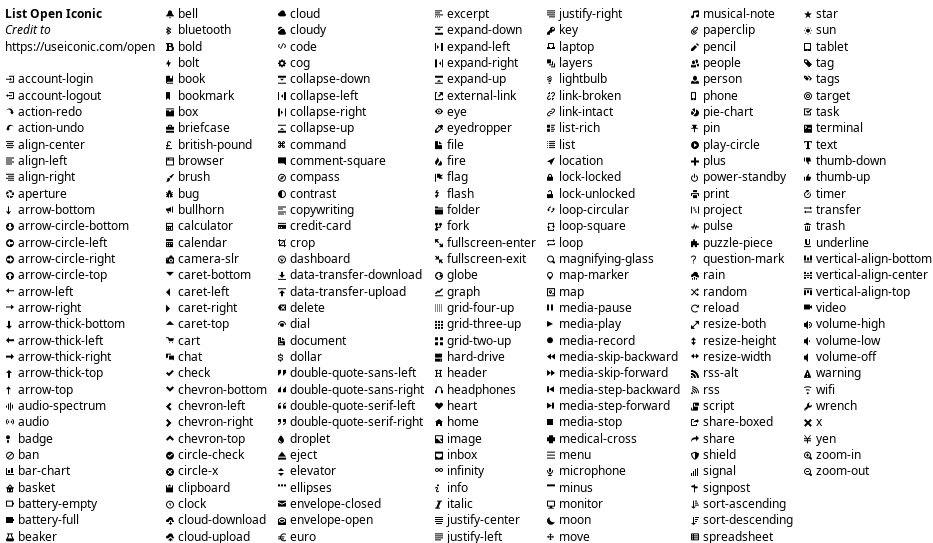 List Open Iconic
Credit to
https://useiconic.com/open
account-login
account-logout
action-redo
action-undo
align-center
align-left
align-right
aperture
arrow-bottom
arrow-circle-bottom
arrow-circle-left
arrow-circle-right
arrow-circle-top
arrow-left
arrow-right
arrow-thick-bottom
arrow-thick-left
arrow-thick-right
arrow-thick-top
arrow-top
audio-spectrum
audio
badge
ban
bar-chart
basket
battery-empty
battery-full
beaker
bell
bluetooth
bold
bolt
book
bookmark
box
briefcase
british-pound
browser
brush
bug
bullhorn
calculator
calendar
camera-slr
caret-bottom
caret-left
caret-right
caret-top
cart
chat
check
chevron-bottom
chevron-left
chevron-right
chevron-top
circle-check
circle-x
clipboard
clock
cloud-download
cloud-upload
cloud
cloudy
code
cog
collapse-down
collapse-left
collapse-right
collapse-up
command
comment-square
compass
contrast
copywriting
credit-card
crop
dashboard
data-transfer-download
data-transfer-upload
delete
dial
document
dollar
double-quote-sans-left
double-quote-sans-right
double-quote-serif-left
double-quote-serif-right
droplet
eject
elevator
ellipses
envelope-closed
envelope-open
euro
excerpt
expand-down
expand-left
expand-right
expand-up
external-link
eye
eyedropper
file
fire
flag
flash
folder
fork
fullscreen-enter
fullscreen-exit
globe
graph
grid-four-up
grid-three-up
grid-two-up
hard-drive
header
headphones
heart
home
image
inbox
infinity
info
italic
justify-center
justify-left
justify-right
key
laptop
layers
lightbulb
link-broken
link-intact
list-rich
list
location
lock-locked
lock-unlocked
loop-circular
loop-square
loop
magnifying-glass
map-marker
map
media-pause
media-play
media-record
media-skip-backward
media-skip-forward
media-step-backward
media-step-forward
media-stop
medical-cross
menu
microphone
minus
monitor
moon
move
musical-note
paperclip
pencil
people
person
phone
pie-chart
pin
play-circle
plus
power-standby
print
project
pulse
puzzle-piece
question-mark
rain
random
reload
resize-both
resize-height
resize-width
rss-alt
rss
script
share-boxed
share
shield
signal
signpost
sort-ascending
sort-descending
spreadsheet
star
sun
tablet
tag
tags
target
task
terminal
text
thumb-down
thumb-up
timer
transfer
trash
underline
vertical-align-bottom
vertical-align-center
vertical-align-top
video
volume-high
volume-low
volume-off
warning
wifi
wrench
x
yen
zoom-in
zoom-out